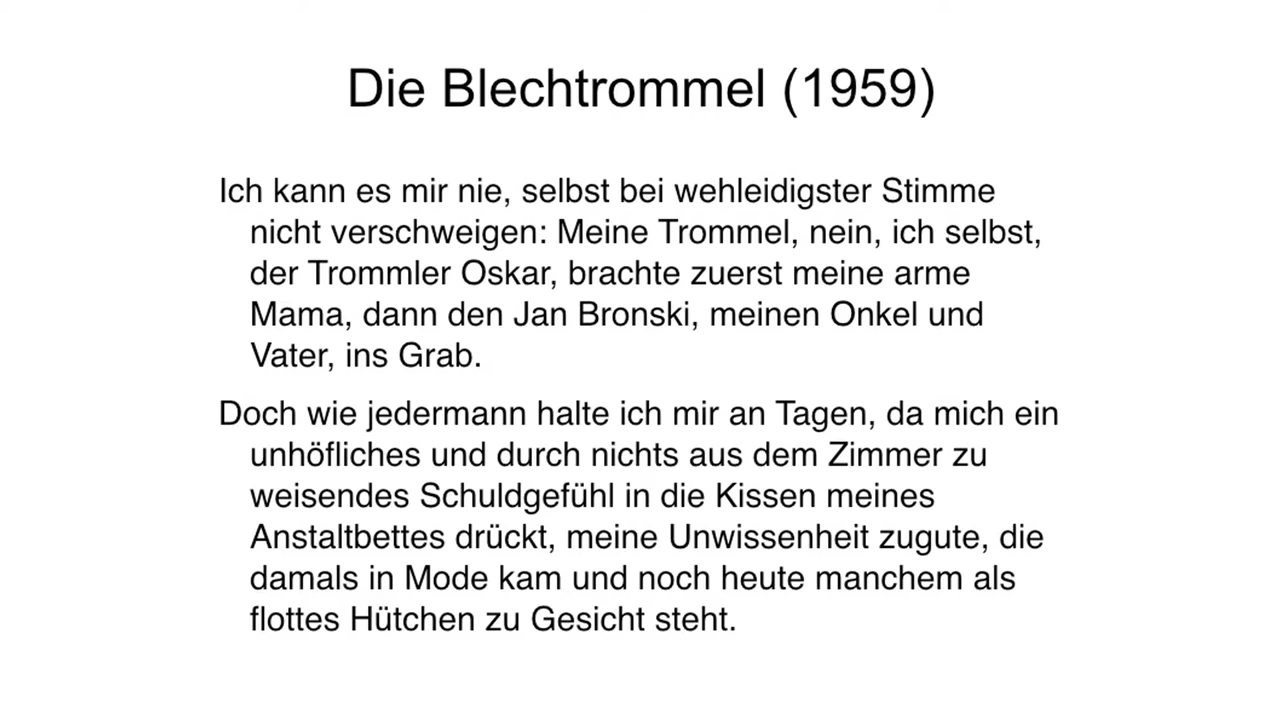 Die Blechtrommel (1959)
Ich kann es mir nie, selbst bei wehleidigster Stimme
nicht verschweigen: Meine Trommel, nein, ich selbst,
der Trommler Oskar, brachte zuerst meine arme
Mama, dann den Jan Bronski, meinen Onkel und
Vater, ins Grab.
Doch wie jedermann halte ich mir an Tagen, da mich ein
unhöfliches und durch nichts aus dem Zimmer zu
weisendes Schuldgefühl in die Kissen meines
Anstaltbettes drückt, meine Unwissenheit zugute, die
damals in Mode kam und noch heute manchem als
flottes Hütchen zu Gesicht steht.